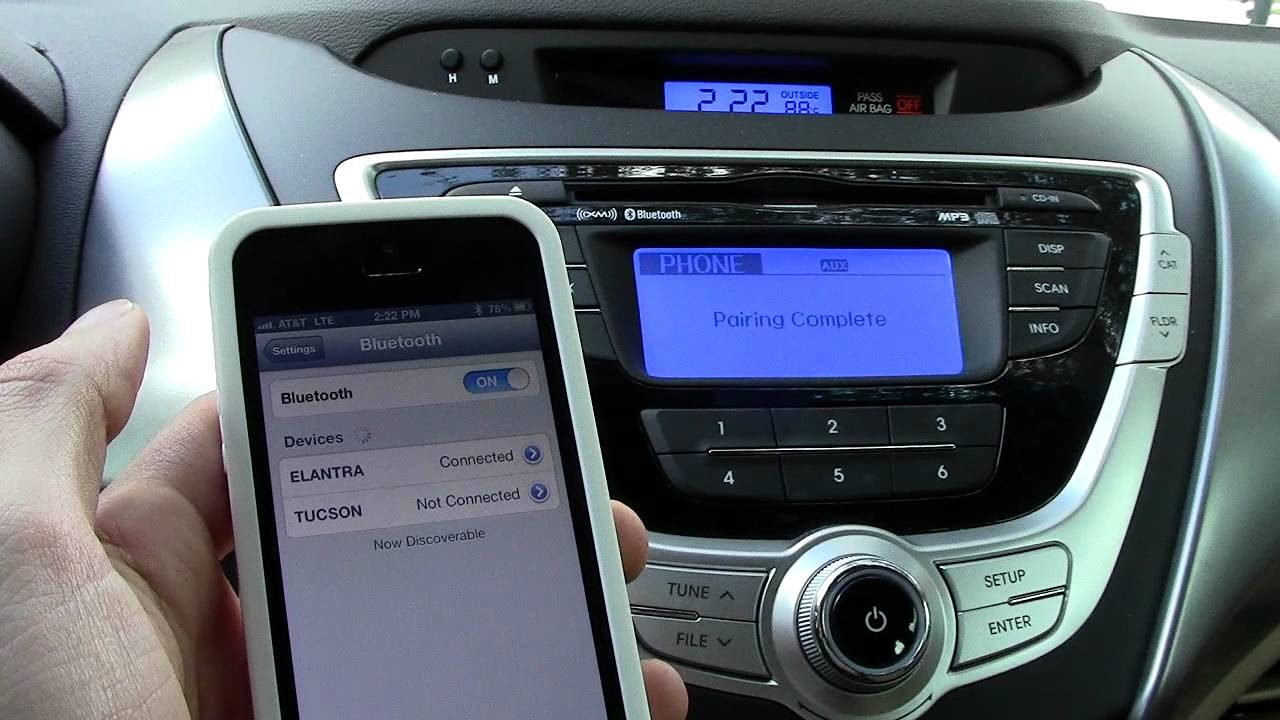 H M
2:22 OUTSIDE 88°c
PASS AIR BAG OFF
CD-IN
((XM)) Bluetooth MP3
PHONE AUX
Pairing Complete
DISP
SCAN
INFO
CAT
FLDR
1 2 3
4 5 6
TUNE
FILE
SETUP
ENTER
AT&T LTE 2:22 PM 78%
Settings Bluetooth
Bluetooth ON
Devices
ELANTRA Connected
TUCSON Not Connected
Now Discoverable